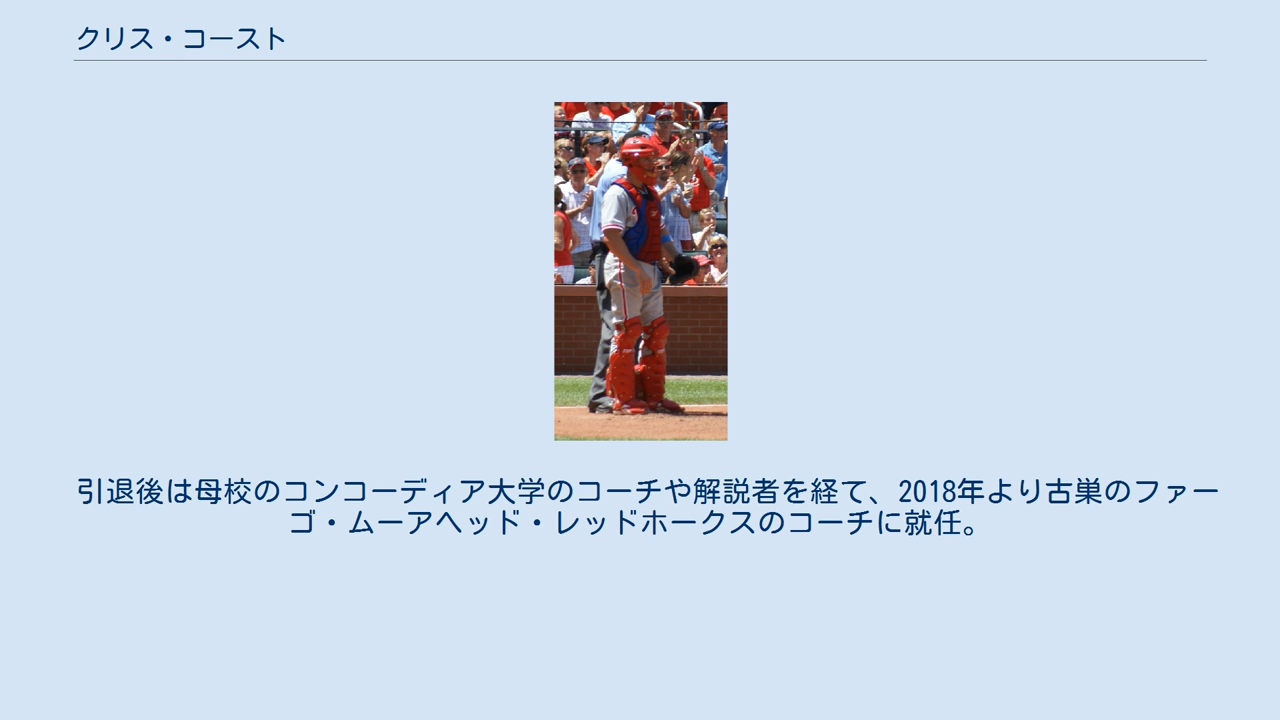 クリス・コースト
引退後は母校のコンコーディア大学のコーチや解説者を経て、2018年より古巣のファー
ゴ・ムーアヘッド・レッドホークスのコーチに就任。